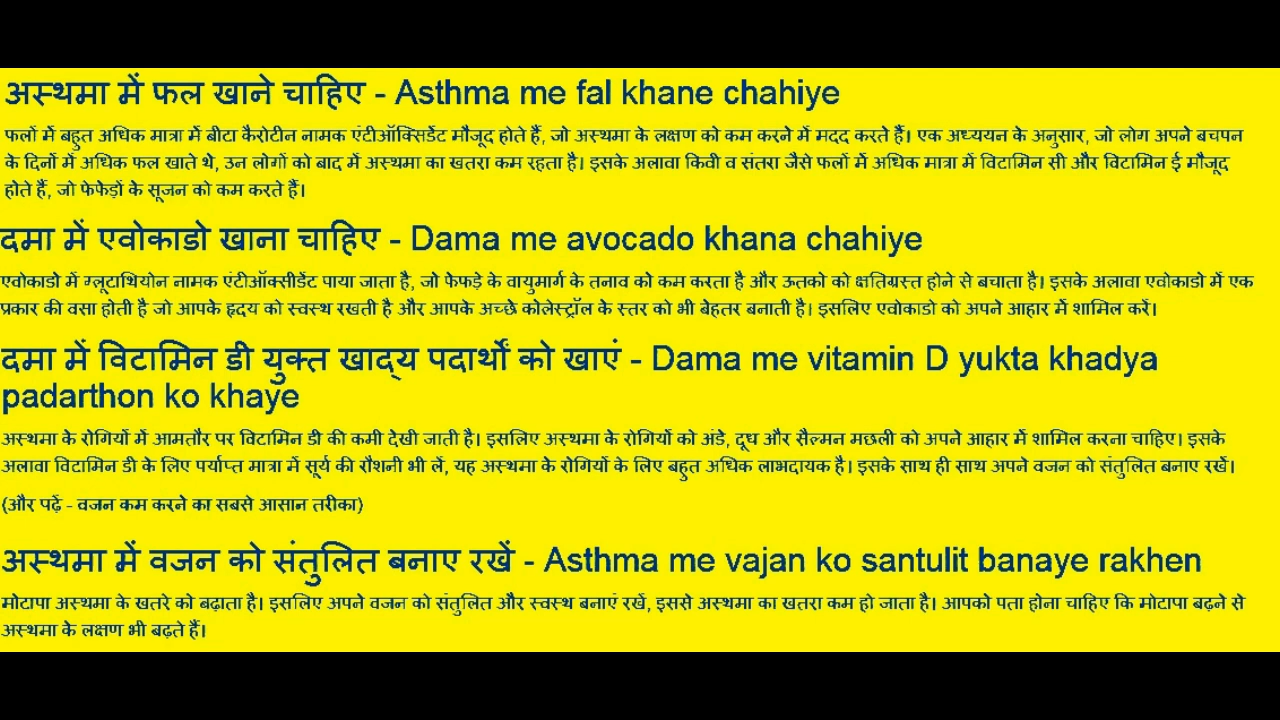 अस्थमा में फल खाने चाहिए - Asthma me fal khane chahiye
फलों में बहुत अधिक मात्रा में बीटा कैरोटीन नामक एंटीऑक्सिडेंट मौजूद होते हैं, जो अस्थमा के लक्षण को कम करने में मदद करते हैं। एक अध्ययन के अनुसार, जो लोग अपने बचपन
के दिनों में अधिक फल खाते थे, उन लोगों को बाद में अस्थमा का खतरा कम रहता है। इसके अलावा किवी व संतरा जैसे फलों में अधिक मात्रा में विटामिन सी और विटामिन ई मौजूद
होते हैं, जो फेफेड़ों के सूजन को कम करते हैं।
दमा में एवोकाडो खाना चाहिए - Dama me avocado khana chahiye
एवोकाडो में ग्लूटाथियोन नामक एंटीऑक्सीडेंट पाया जाता है, जो फेफड़े के वायुमार्ग के तनाव को कम करता है और ऊतको को क्षतिग्रस्त होने से बचाता है। इसके अलावा एवोकाडो में एक
प्रकार की वसा होती है जो आपके हृदय को स्वस्थ रखती है और आपके अच्छे कोलेस्ट्रॉल के स्तर को भी बेहतर बनाती है। इसलिए एवोकाडो को अपने आहार में शामिल करें।
दमा में विटामिन डी युक्त खाद्य पदार्थों को खाएं - Dama me vitamin D yukta khadya
padarthon ko khaye
अस्थमा के रोगियों में आमतौर पर विटामिन डी की कमी देखी जाती है। इसलिए अस्थमा के रोगियों को अंडे, दूध और सैल्मन मछली को अपने आहार में शामिल करना चाहिए। इसके
अलावा विटामिन डी के लिए पर्याप्त मात्रा में सूर्य की रौशनी भी लें, यह अस्थमा के रोगियों के लिए बहुत अधिक लाभदायक है। इसके साथ ही साथ अपने वजन को संतुलित बनाए रखें।
(और पढ़ें - वजन कम करने का सबसे आसान तरीका)
अस्थमा में वजन को संतुलित बनाए रखें - Asthma me vajan ko santulit banaye rakhen
मोटापा अस्थमा के खतरे को बढ़ाता है। इसलिए अपने वजन को संतुलित और स्वस्थ बनाएं रखें, इससे अस्थमा का खतरा कम हो जाता है। आपको पता होना चाहिए कि मोटापा बढ़ने से
अस्थमा के लक्षण भी बढ़ते हैं।